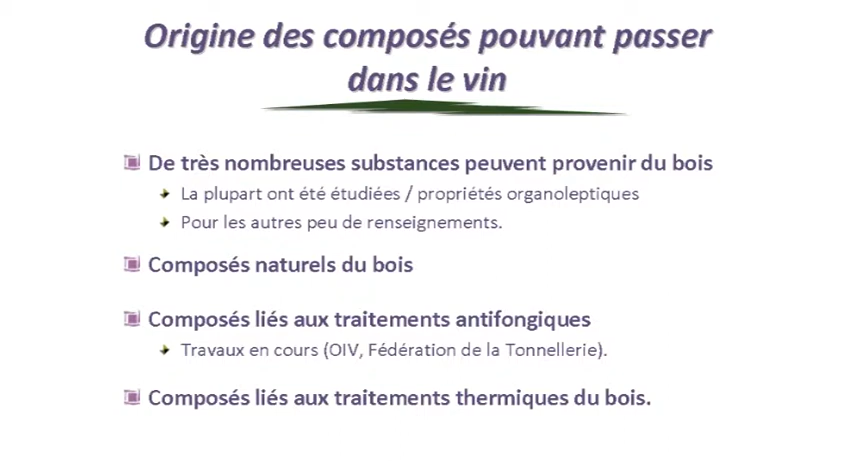 Origine des composés pouvant passer
dans le vin
De très nombreuses substances peuvent provenir du bois
La plupart ont été étudiées / propriétés organoleptiques
Pour les autres peu de renseignements.
Composés naturels du bois
Composés liés aux traitements antifongiques
Travaux en cours (OIV, Fédération de la Tonnellerie).
Composés liés aux traitements thermiques du bois.